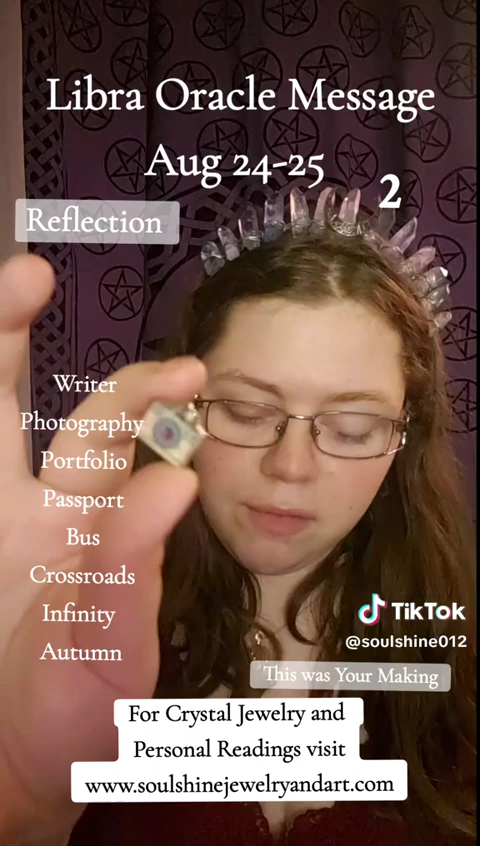 Libra Oracle Message
Aug 24-25
2
Reflection
Writer
Photography
Portfolio
Passport
Bus
Crossroads
Infinity
Autumn
TikTok
@soulshine012
This was Your Making
For Crystal Jewelry and
Personal Readings visit
www.soulshinejewelryandart.com